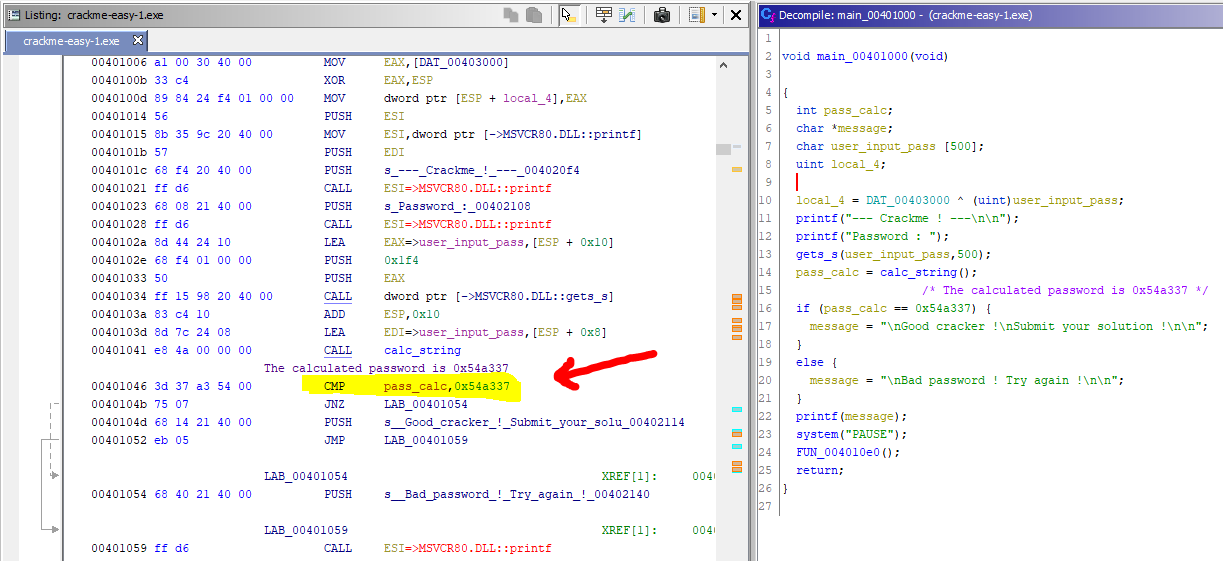 Listing: crackme-easy-1.exe
crackme-easy-1.exe
00401006 a1 00 30 40 00 MOV EAX,[DAT_00403000]
0040100b 33 c4 XOR EAX,ESP
0040100d 89 84 24 f4 01 00 00 MOV dword ptr [ESP + local_4],EAX
00401014 56 PUSH ESI
00401015 8b 35 9c 20 40 00 MOV ESI,dword ptr [->MSVCR80.DLL::printf]
0040101b 57 PUSH EDI
0040101c 68 f4 20 40 00 PUSH s_---_Crackme_!_---_004020f4
00401021 ff d6 CALL ESI=>MSVCR80.DLL::printf
00401023 68 08 21 40 00 PUSH s_Password_:_00402108
00401028 ff d6 CALL ESI=>MSVCR80.DLL::printf
0040102a 8d 44 24 10 LEA EAX=>user_input_pass,[ESP + 0x10]
0040102e 68 f4 01 00 00 PUSH 0x1f4
00401033 50 PUSH EAX
00401034 ff 15 98 20 40 00 CALL dword ptr [->MSVCR80.DLL::gets_s]
0040103a 83 c4 10 ADD ESP,0x10
0040103d 8d 7c 24 08 LEA EDI=>user_input_pass,[ESP + 0x8]
00401041 e8 4a 00 00 00 CALL calc_string
The calculated password is 0x54a337
00401046 3d 37 a3 54 00 CMP pass_calc,0x54a337
0040104b 75 07 JNZ LAB_00401054
0040104d 68 14 21 40 00 PUSH s__Good_cracker_!_Submit_your_solu_00402114
00401052 eb 05 JMP LAB_00401059
LAB_00401054 XREF[1]: 004
00401054 68 40 21 40 00 PUSH s__Bad_password_!_Try_again_!_00402140
LAB_00401059 XREF[1]: 004
00401059 ff d6 CALL ESI=>MSVCR80.DLL::printf
Decompile: main_00401000 - (crackme-easy-1.exe)
1
2 void main_00401000(void)
3
4 {
5 int pass_calc;
6 char *message;
7 char user_input_pass [500];
8 uint local_4;
9
10 local_4 = DAT_00403000 ^ (uint)user_input_pass;
11 printf("--- Crackme ! ---\n\n");
12 printf("Password : ");
13 gets_s(user_input_pass,500);
14 pass_calc = calc_string();
15 /* The calculated password is 0x54a337 */
16 if (pass_calc == 0x54a337) {
17 message = "\nGood cracker !\nSubmit your solution !\n\n";
18 }
19 else {
20 message = "\nBad password ! Try again !\n\n";
21 }
22 printf(message);
23 system("PAUSE");
24 FUN_004010e0();
25 return;
26 }
27